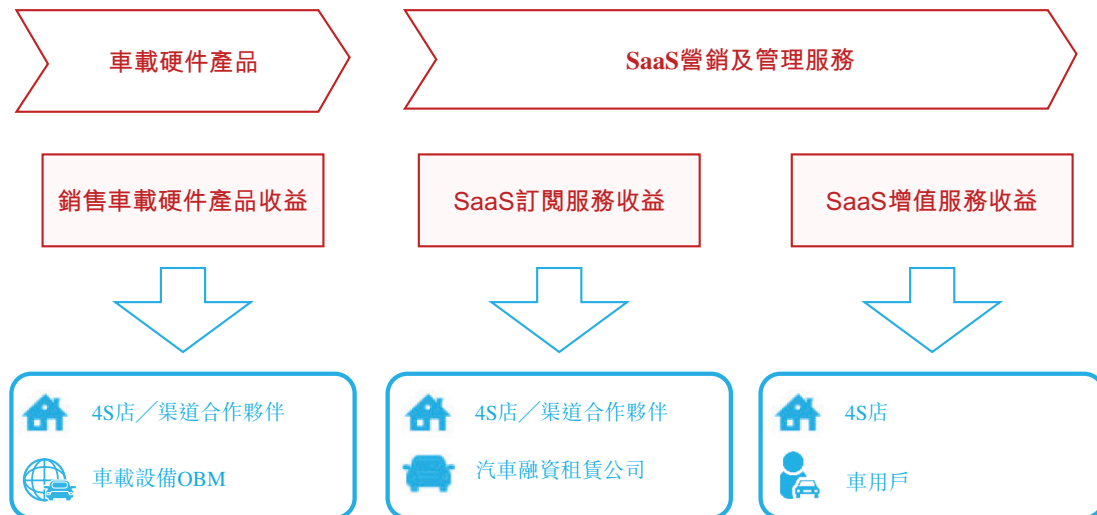 車載硬件產品
SaaS營銷及管理服務
銷售車載硬件產品收益
SaaS訂閱服務收益
SaaS增值服務收益
4S店／渠道合作夥伴
車載設備OBM
4S店／渠道合作夥伴
汽車融資租賃公司
4S店
車用戶